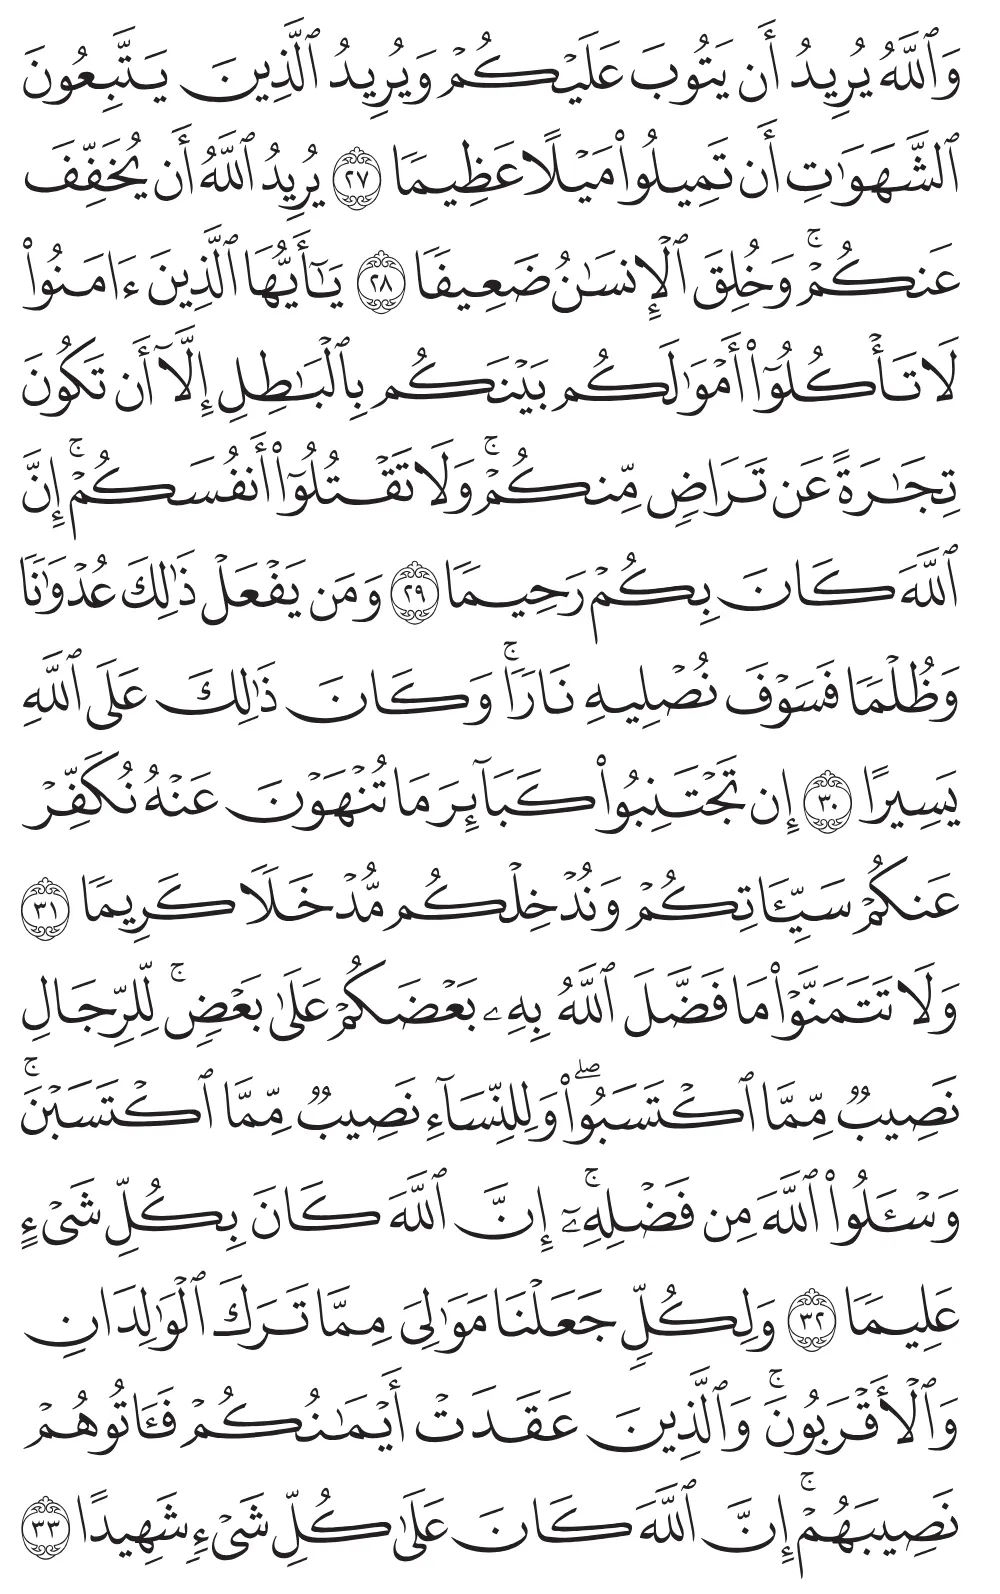 وَٱللَّهُ يُرِيدُ أَن يَتُوبَ عَلَيۡكُمۡ وَيُرِيدُ ٱلَّذِينَ يَتَّبِعُونَ
ٱلشَّهَوَٰتِ أَن تَمِيلُواْ مَيۡلًا عَظِيمٗا ٢٧ يُرِيدُ ٱللَّهُ أَن يُخَفِّفَ
عَنكُمۡۚ وَخُلِقَ ٱلۡإِنسَٰنُ ضَعِيفٗا ٢٨ يَٰٓأَيُّهَا ٱلَّذِينَ ءَامَنُواْ
لَا تَأۡكُلُوٓاْ أَمۡوَٰلَكُم بَيۡنَكُم بِٱلۡبَٰطِلِ إِلَّآ أَن تَكُونَ
تِجَٰرَةً عَن تَرَاضٖ مِّنكُمۡۚ وَلَا تَقۡتُلُوٓاْ أَنفُسَكُمۡۚ إِنَّ
ٱللَّهَ كَانَ بِكُمۡ رَحِيمٗا ٢٩ وَمَن يَفۡعَلۡ ذَٰلِكَ عُدۡوَٰنٗا
وَظُلۡمٗا فَسَوۡفَ نُصۡلِيهِ نَارٗاۚ وَكَانَ ذَٰلِكَ عَلَى ٱللَّهِ
يَسِيرًا ٣٠ إِن تَجۡتَنِبُواْ كَبَآئِرَ مَا تُنۡهَوۡنَ عَنۡهُ نُكَفِّرۡ
عَنكُمۡ سَيِّـَٔاتِكُمۡ وَنُدۡخِلۡكُم مُّدۡخَلٗا كَرِيمٗا ٣١
وَلَا تَتَمَنَّوۡاْ مَا فَضَّلَ ٱللَّهُ بِهِۦ بَعۡضَكُمۡ عَلَىٰ بَعۡضٖۚ لِّلرِّجَالِ
نَصِيبٞ مِّمَّا ٱكۡتَسَبُواْۖ وَلِلنِّسَآءِ نَصِيبٞ مِّمَّا ٱكۡتَسَبۡنَۚ
وَسۡـَٔلُواْ ٱللَّهَ مِن فَضۡلِهِۦٓۚ إِنَّ ٱللَّهَ كَانَ بِكُلِّ شَيۡءٍ
عَلِيمٗا ٣٢ وَلِكُلّٖ جَعَلۡنَا مَوَٰلِيَ مِمَّا تَرَكَ ٱلۡوَٰلِدَانِ
وَٱلۡأَقۡرَبُونَۚ وَٱلَّذِينَ عَقَدَتۡ أَيۡمَٰنُكُمۡ فَـَٔاتُوهُمۡ
نَصِيبَهُمۡۚ إِنَّ ٱللَّهَ كَانَ عَلَىٰ كُلِّ شَيۡءٖ شَهِيدًا ٣٣